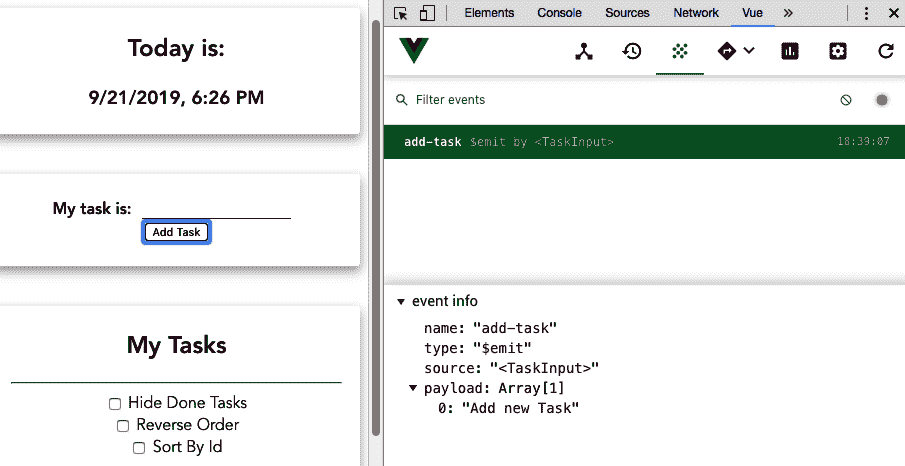 Today is:
9/21/2019, 6:26 PM
My task is:
Add Task
My Tasks
Hide Done Tasks
Reverse Order
Sort By Id
Elements Console Sources Network Vue »
Filter events
add-task $emit by <TaskInput> 18:39:07
event info
name: "add-task"
type: "$emit"
source: "<TaskInput>"
payload: Array[1]
0: "Add new Task"